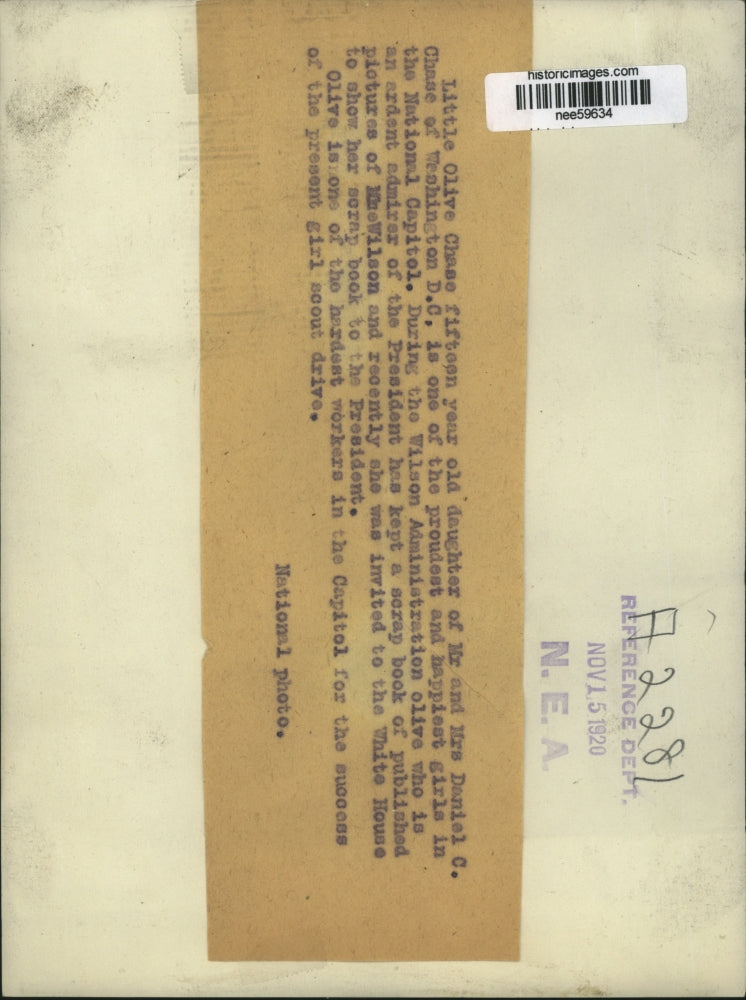 historicimages.com
nee59634
Little Olive Chase fifteen year old daughter of Mr and Mrs Daniel C.
Chase of Washington D.C, is one of the proudest and happiest girls in
the National Capitol. During the Wilson Administration olive who is
an ardent admirer of the President has kept a scrap book of published
pictures of Wilson and recently she was invited to the White House
to show her scrap book to the President.
Olive is one of the hardest workers in the Capitol for the success
of the present girl scout drive.
National photo.
REFERENCE DEPT.
NOV 15 1920
N. E. A.